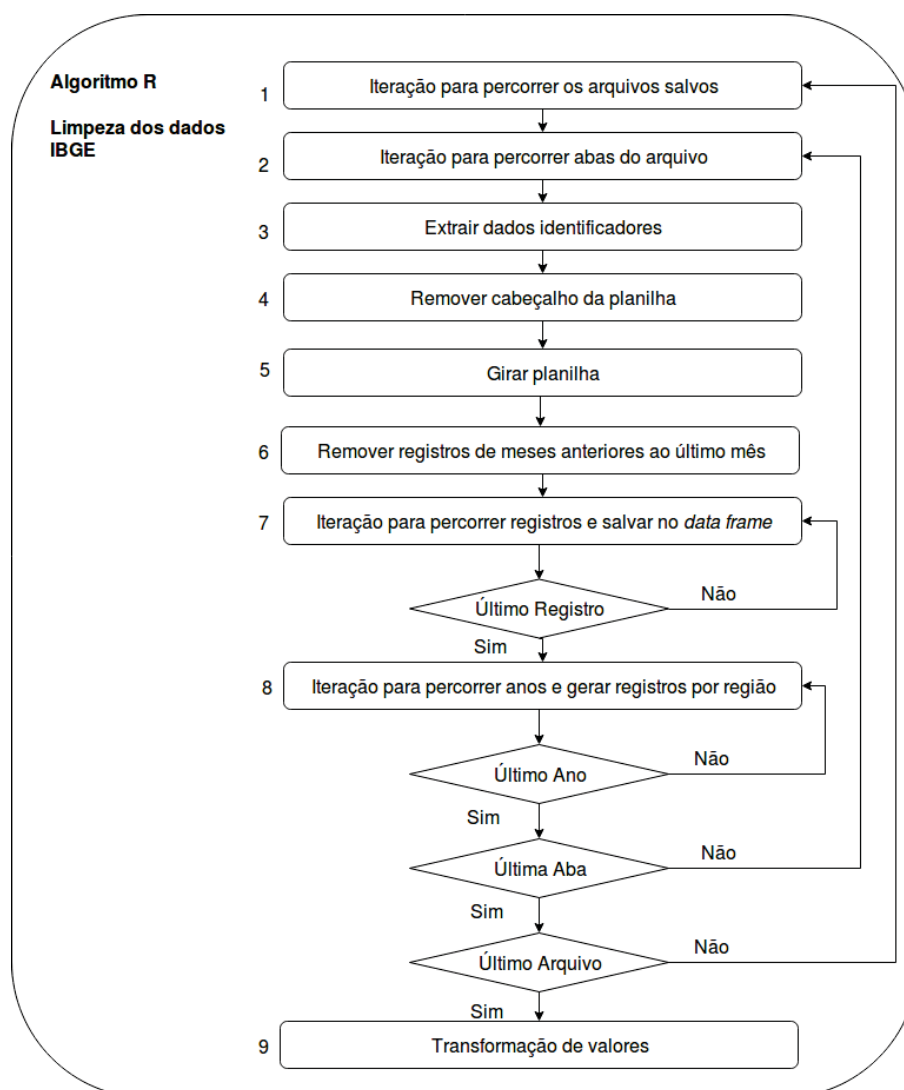 Algoritmo R
Limpeza dos dados
IBGE
1
Iteração para percorrer os arquivos salvos
2
Iteração para percorrer abas do arquivo
3
Extrair dados identificadores
4
Remover cabeçalho da planilha
5
Girar planilha
6
Remover registros de meses anteriores ao último mês
7
Iteração para percorrer registros e salvar no data frame
Último Registro
Não
Sim
8
Iteração para percorrer anos e gerar registros por região
Último Ano
Não
Sim
Última Aba
Não
Sim
Último Arquivo
Não
Sim
9
Transformação de valores